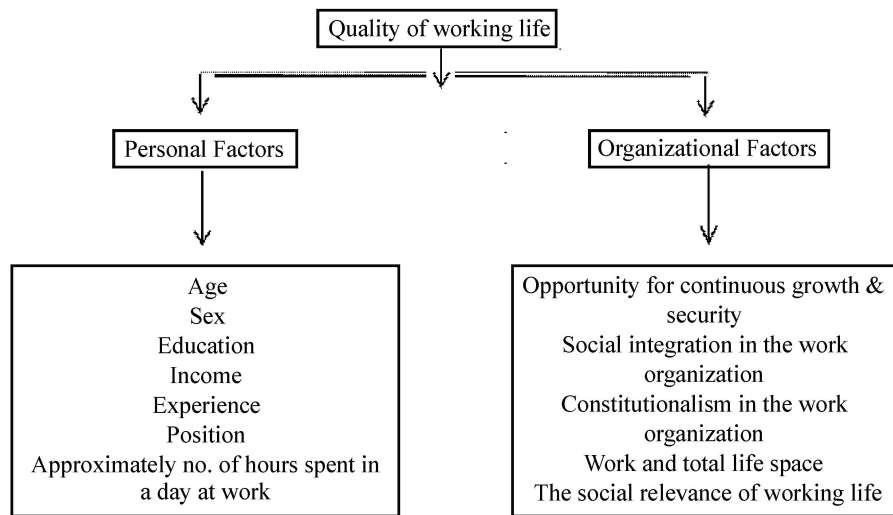 Quality of working life
Personal Factors
Organizational Factors
Age
Sex
Education
Income
Experience
Position
Approximately no. of hours spent in
a day at work
Opportunity for continuous growth &
security
Social integration in the work
organization
Constitutionalism in the work
organization
Work and total life space
The social relevance of working life